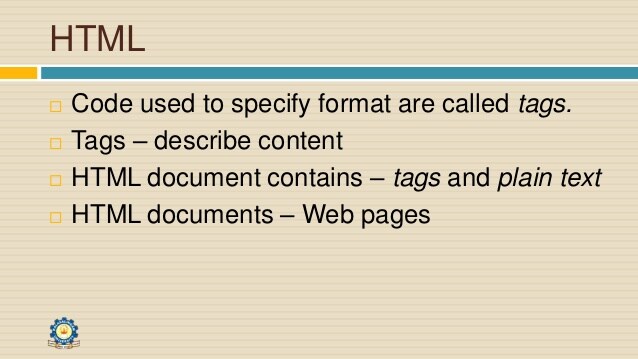 HTML
Code used to specify format are called tags.
Tags – describe content
HTML document contains – tags and plain text
HTML documents – Web pages